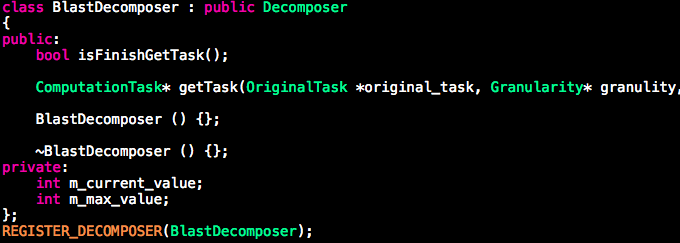 class BlastDecomposer : public Decomposer
{
public:
    bool isFinishGetTask();
    ComputationTask* getTask(OriginalTask *original_task, Granularity* granulity,
    BlastDecomposer () {};
    ~BlastDecomposer () {};
private:
    int m_current_value;
    int m_max_value;
};
REGISTER_DECOMPOSER(BlastDecomposer);